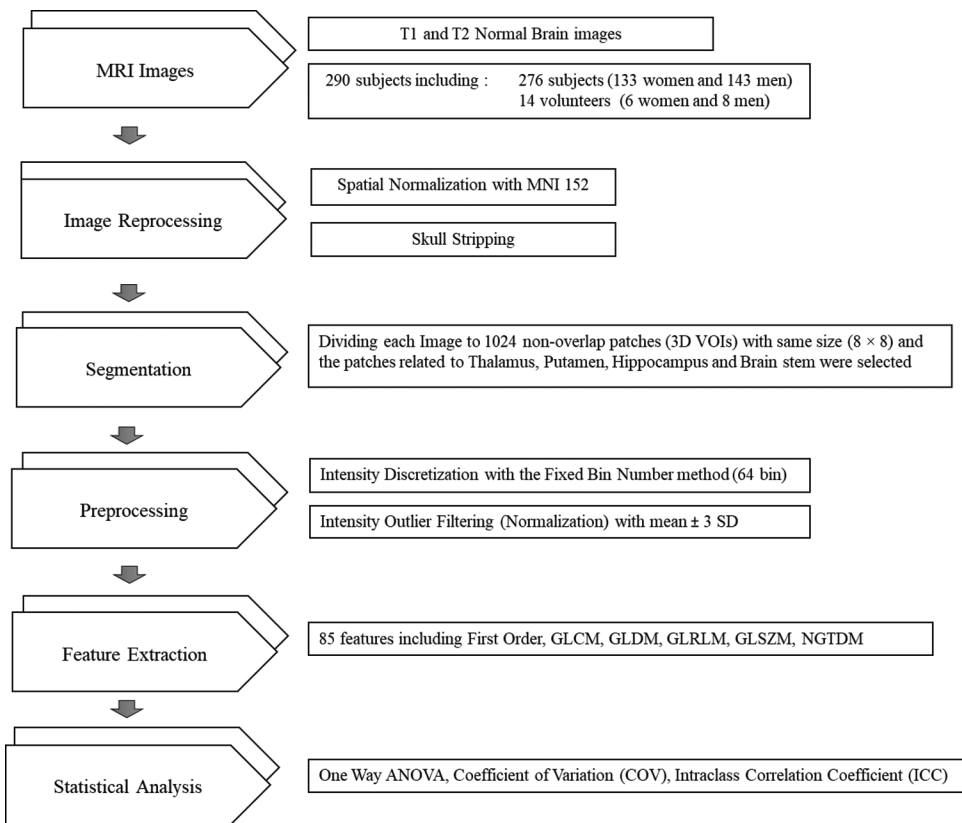 MRI Images
T1 and T2 Normal Brain images
290 subjects including : 276 subjects (133 women and 143 men)
14 volunteers (6 women and 8 men)
Image Reprocessing
Spatial Normalization with MNI 152
Skull Stripping
Segmentation
Dividing each Image to 1024 non-overlap patches (3D VOIs) with same size (8 × 8) and
the patches related to Thalamus, Putamen, Hippocampus and Brain stem were selected
Preprocessing
Intensity Discretization with the Fixed Bin Number method (64 bin)
Intensity Outlier Filtering (Normalization) with mean ± 3 SD
Feature Extraction
85 features including First Order, GLCM, GLDM, GLRLM, GLSZM, NGTDM
Statistical Analysis
One Way ANOVA, Coefficient of Variation (COV), Intraclass Correlation Coefficient (ICC)